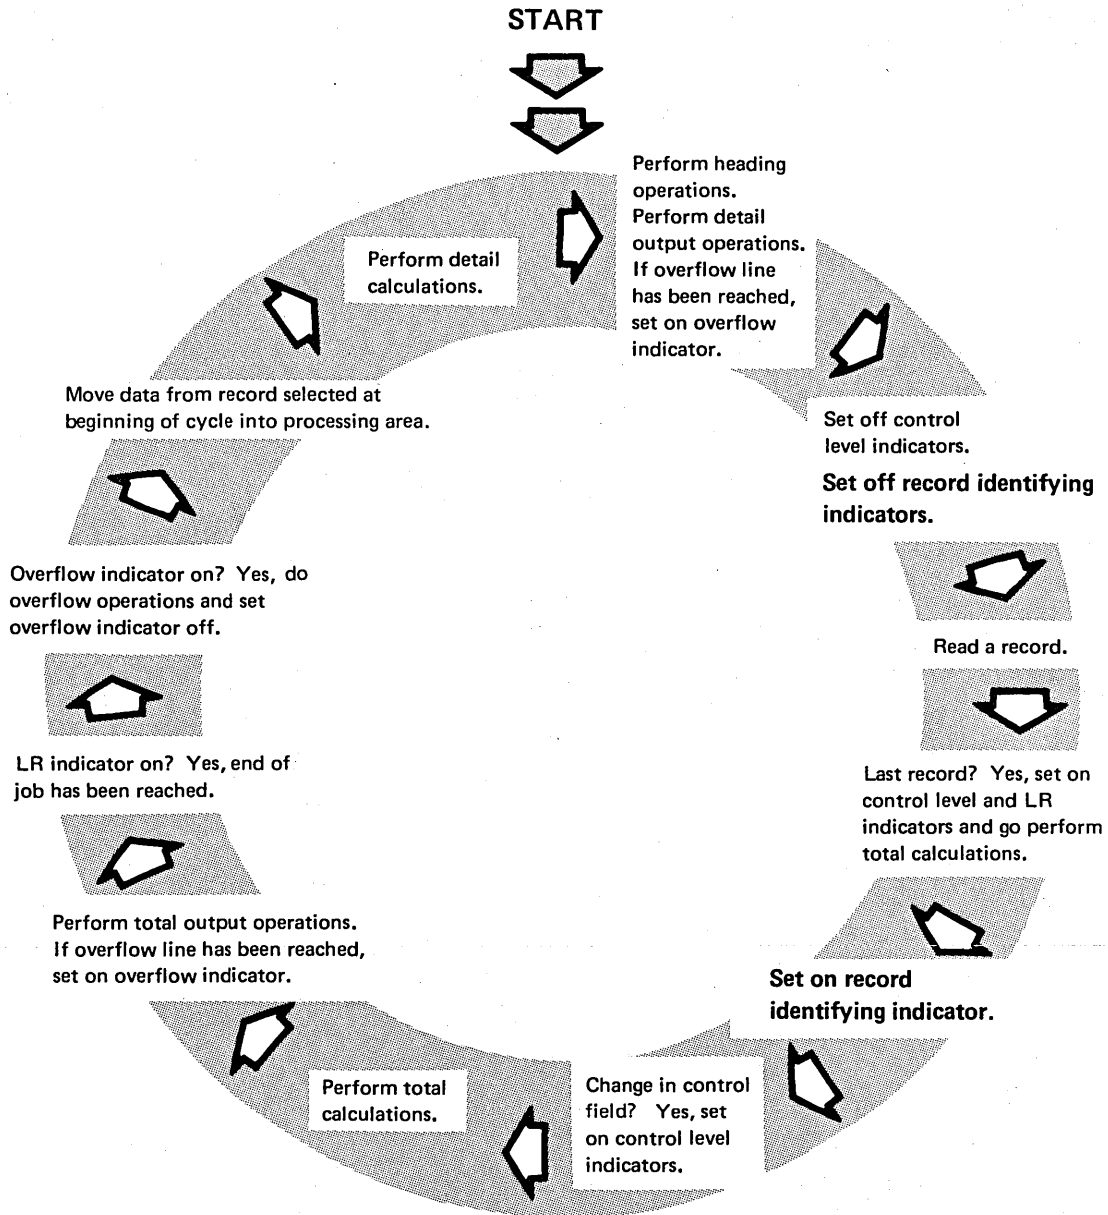 START
Perform heading
operations.
Perform detail
output operations.
If overflow line
has been reached,
set on overflow
indicator.
Set off control
level indicators.
Set off record identifying
indicators.
Read a record.
Last record? Yes, set on
control level and LR
indicators and go perform
total calculations.
Set on record
identifying indicator.
Change in control
field? Yes, set
on control level
indicators.
Perform total
calculations.
Perform total output operations.
If overflow line has been reached,
set on overflow indicator.
LR indicator on? Yes, end of
job has been reached.
Overflow indicator on? Yes, do
overflow operations and set
overflow indicator off.
Move data from record selected at
beginning of cycle into processing area.
Perform detail
calculations.